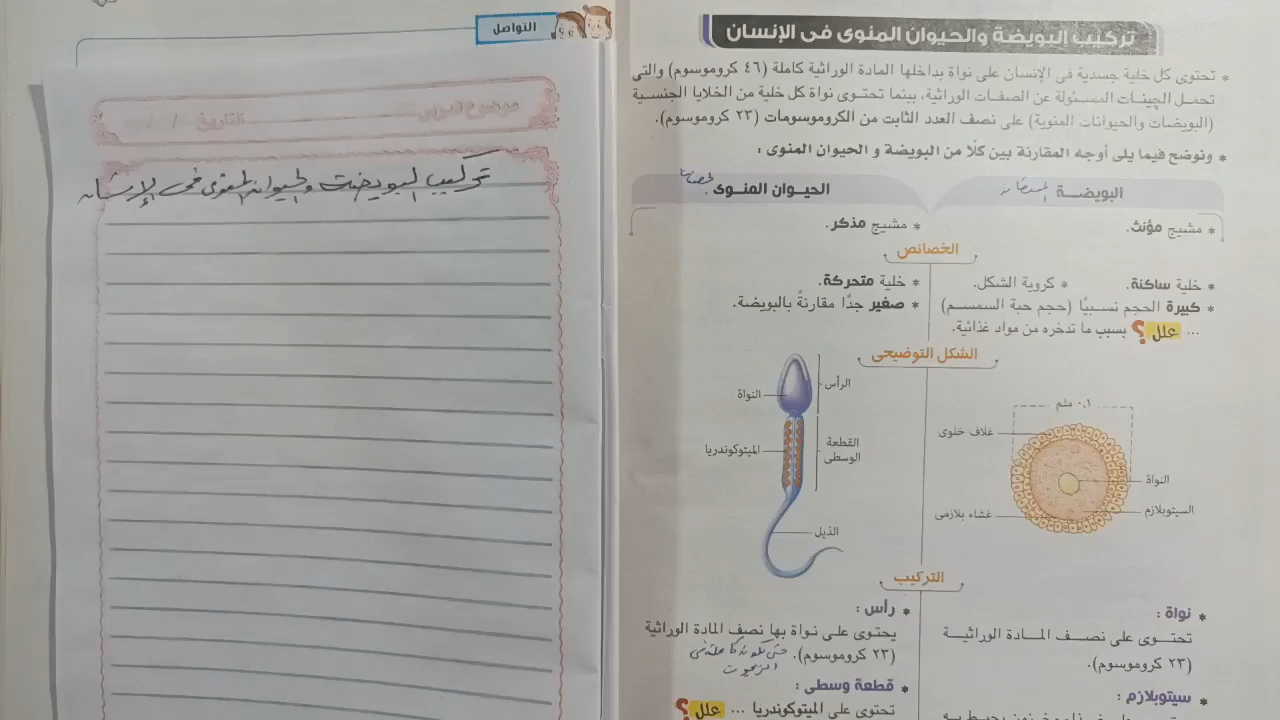 التواصل
موضوع الدرس
التاريخ / /
تركيب البويضة والحيوان المنوى فى الإنسان
تركيب البويضة والحيوان المنوى فى الإنسان
* تحتوى كل خلية جسدية فى الإنسان على نواة بداخلها المادة الوراثية كاملة (٤٦ كروموسوم) والتى
تحمل الچينات المسئولة عن الصفات الوراثية، بينما تحتوى نواة كل خلية من الخلايا الجنسية
(البويضات والحيوانات المنوية) على نصف العدد الثابت من الكروموسومات (٢٣ كروموسوم).
* ونوضح فيما يلى أوجه المقارنة بين كلًا من البويضة و الحيوان المنوى :
البويضـــة
الحيـوان المنوى
* مشيج مؤنث.
* مشيج مذكر.
الخصائص
* خلية ساكنة.
* كروية الشكل.
* خلية متحركة.
* كبيرة الحجم نسبيًا (حجم حبة السمسم)
* صغير جدًا مقارنةً بالبويضة.
... علل ؟ بسبب ما تدخره من مواد غذائية.
الشكل التوضيحى
الرأس
النواة
القطعة
الوسطى
الميتوكوندريا
الذيل
٠,١ ملم
غلاف خلوى
النواة
السيتوبلازم
غشاء بلازمى
التركيب
* نواة :
تحتوى على نصف المادة الوراثية
(٢٣ كروموسوم).
* سيتوبلازم :
* رأس :
يحتوى على نواة بها نصف المادة الوراثية
(٢٣ كروموسوم).
* قطعة وسطى :
تحتوى على الميتوكوندريا ... علل ؟